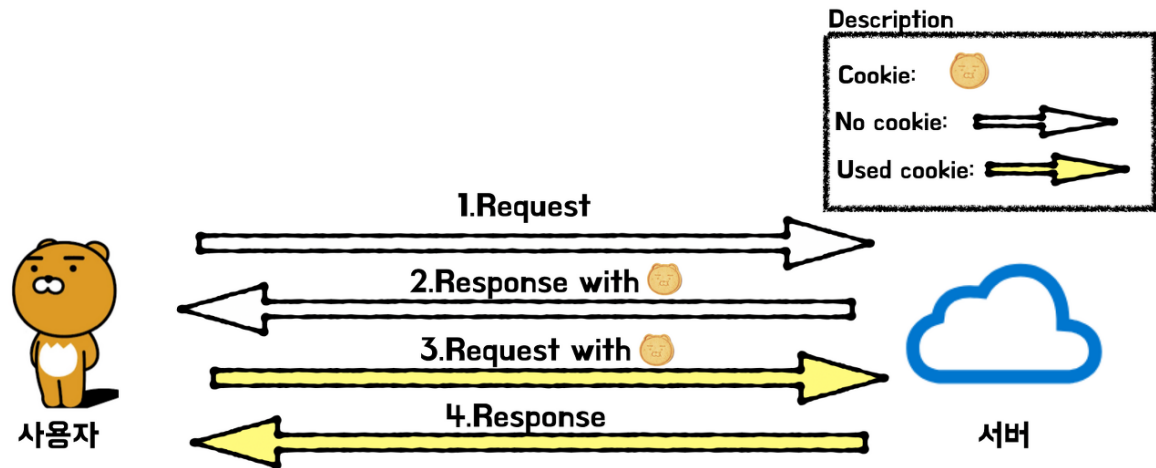 Description
Cookie:
No cookie:
Used cookie:
1.Request
2.Response with
3.Request with
4.Response
사용자
서버